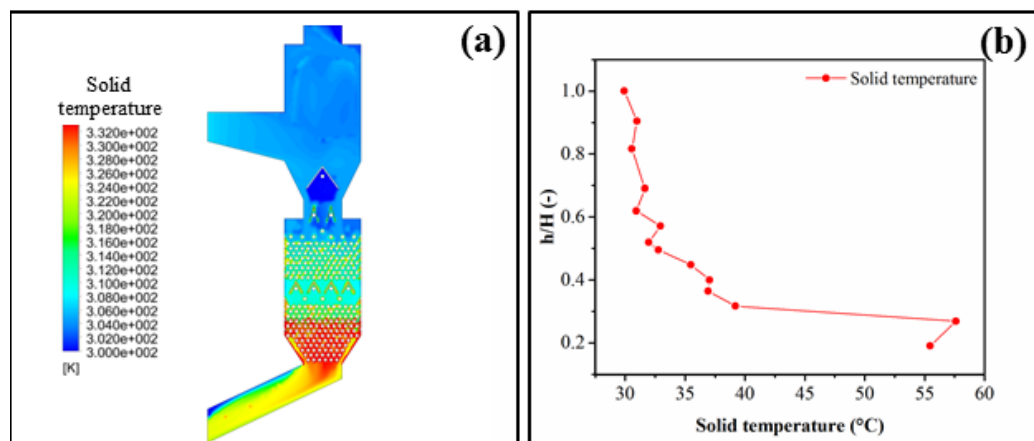 (a)
Solid
temperature
3.320e+002
3.300e+002
3.280e+002
3.260e+002
3.240e+002
3.220e+002
3.200e+002
3.180e+002
3.160e+002
3.140e+002
3.120e+002
3.100e+002
3.080e+002
3.060e+002
3.040e+002
3.020e+002
3.000e+002
[K]
(b)
Solid temperature
1.0
0.8
0.6
0.4
0.2
h/H (-)
30 35 40 45 50 55 60
Solid temperature (°C)